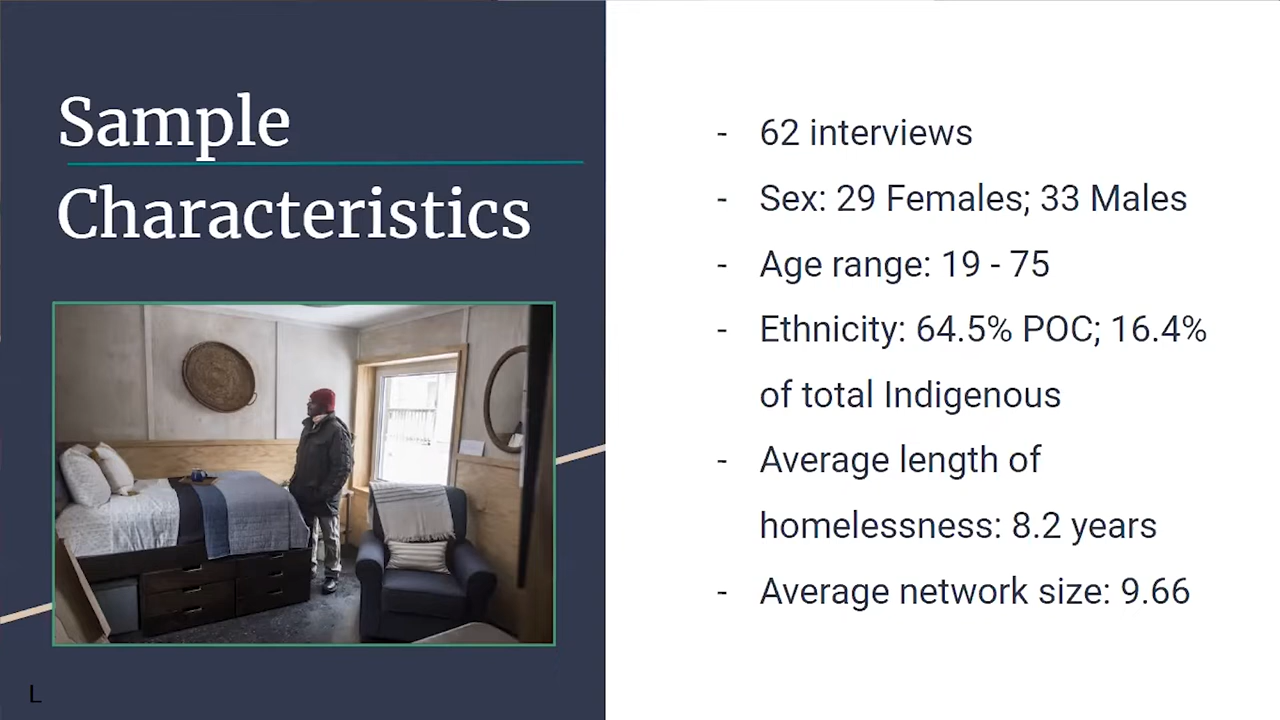 Sample
Characteristics
- 62 interviews
- Sex: 29 Females; 33 Males
- Age range: 19 - 75
- Ethnicity: 64.5% POC; 16.4%
of total Indigenous
- Average length of
homelessness: 8.2 years
- Average network size: 9.66
L